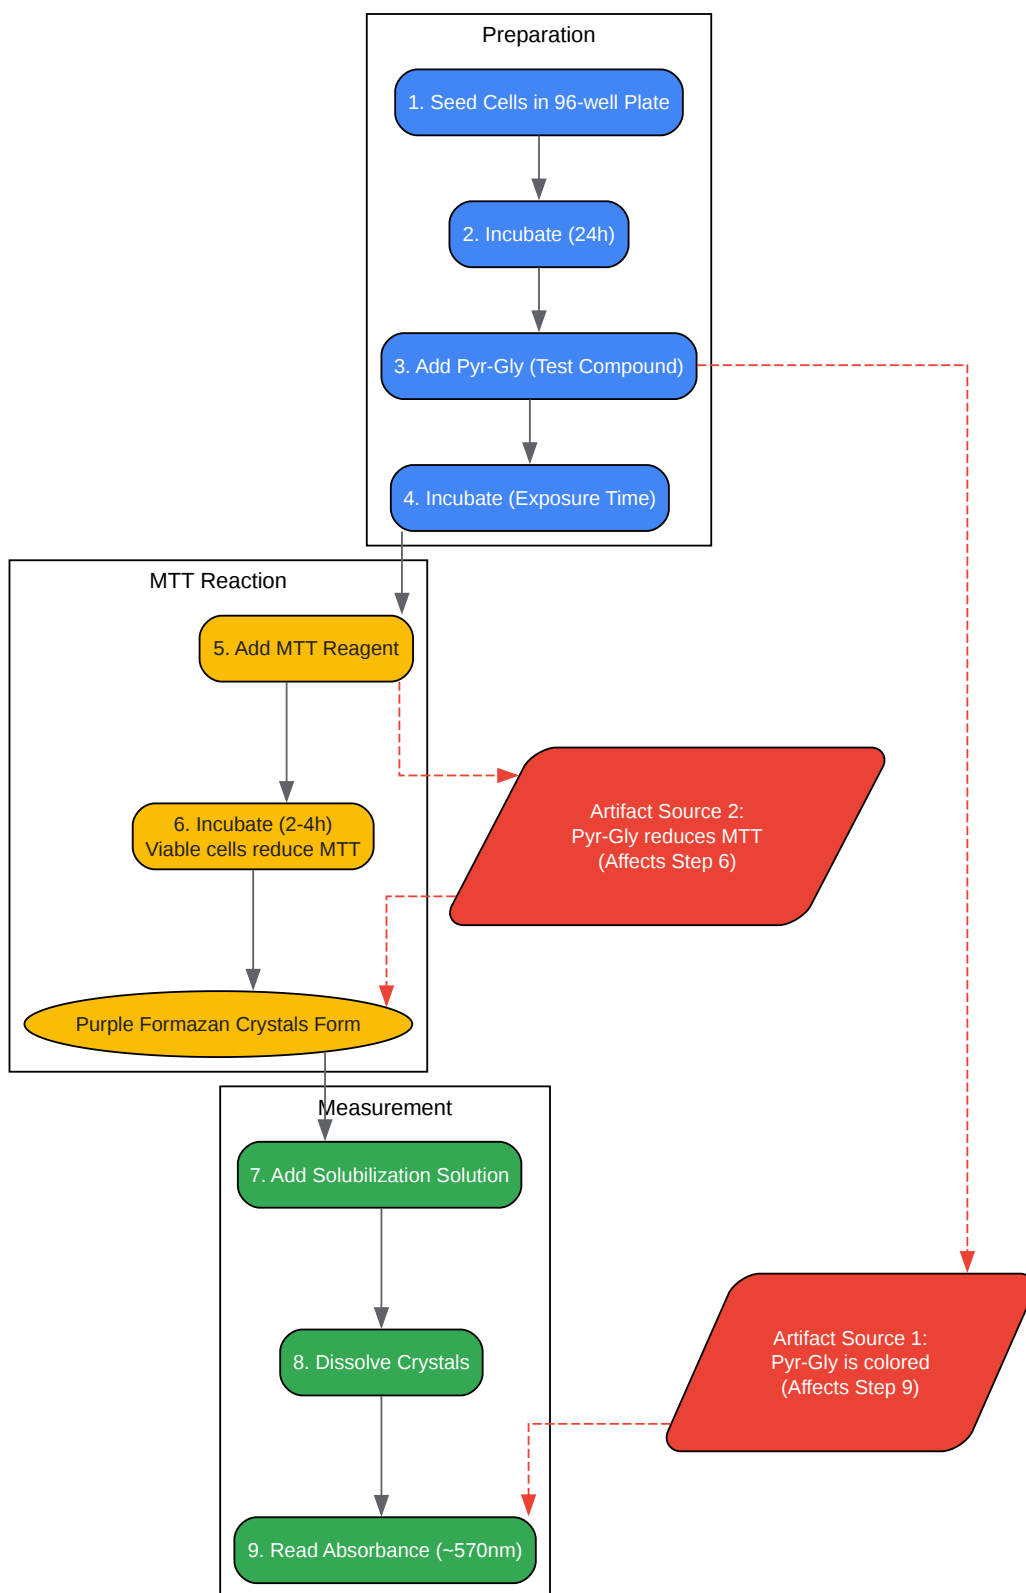 Preparation
1. Seed Cells in 96-well Plate
2. Incubate (24h)
3. Add Pyr-Gly (Test Compound)
4. Incubate (Exposure Time)
MTT Reaction
5. Add MTT Reagent
Artifact Source 2:
Pyr-Gly reduces MTT
(Affects Step 6)
6. Incubate (2-4h)
Viable cells reduce MTT
Purple Formazan Crystals Form
Measurement
7. Add Solubilization Solution
Artifact Source 1:
Pyr-Gly is colored
(Affects Step 9)
8. Dissolve Crystals
9. Read Absorbance (~570nm)